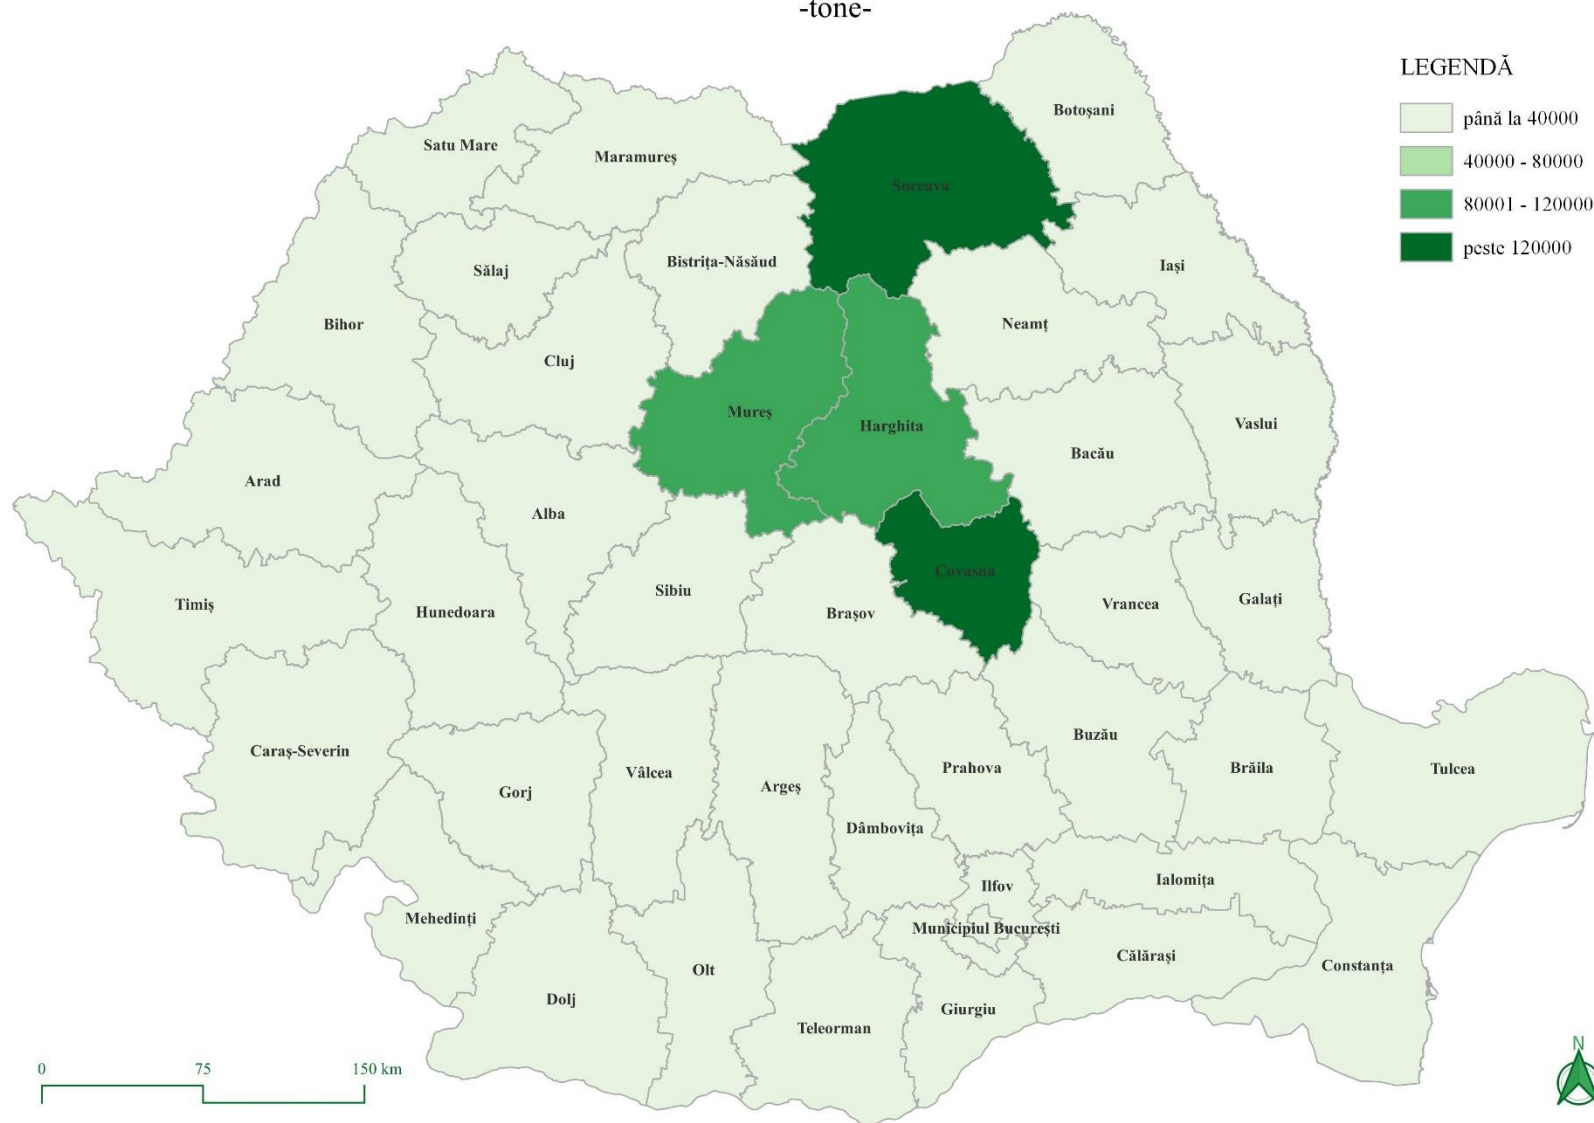 -tone-
LEGENDĂ
până la 40000
40000 - 80000
80001 - 120000
peste 120000
Botoșani
Satu Mare
Maramureș
Suceava
Bistrița-Năsăud
Iași
Sălaj
Bihor
Neamț
Cluj
Mureș
Harghita
Vaslui
Bacău
Arad
Alba
Covasna
Sibiu
Timiș
Hunedoara
Brașov
Vrancea
Galați
Caraș-Severin
Buzău
Vâlcea
Prahova
Brăila
Tulcea
Gorj
Argeș
Dâmbovița
Ialomița
Ilfov
Mehedinți
Municipiul București
Călărași
Constanța
Olt
Dolj
Giurgiu
Teleorman
0 75 150 km
N